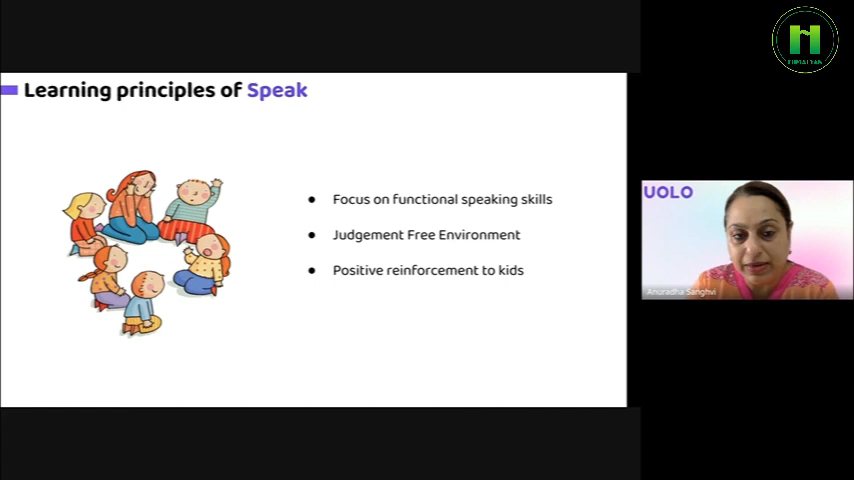 Learning principles of Speak
● Focus on functional speaking skills
● Judgement Free Environment
● Positive reinforcement to kids
UOLO
Anuradha Sanghvi